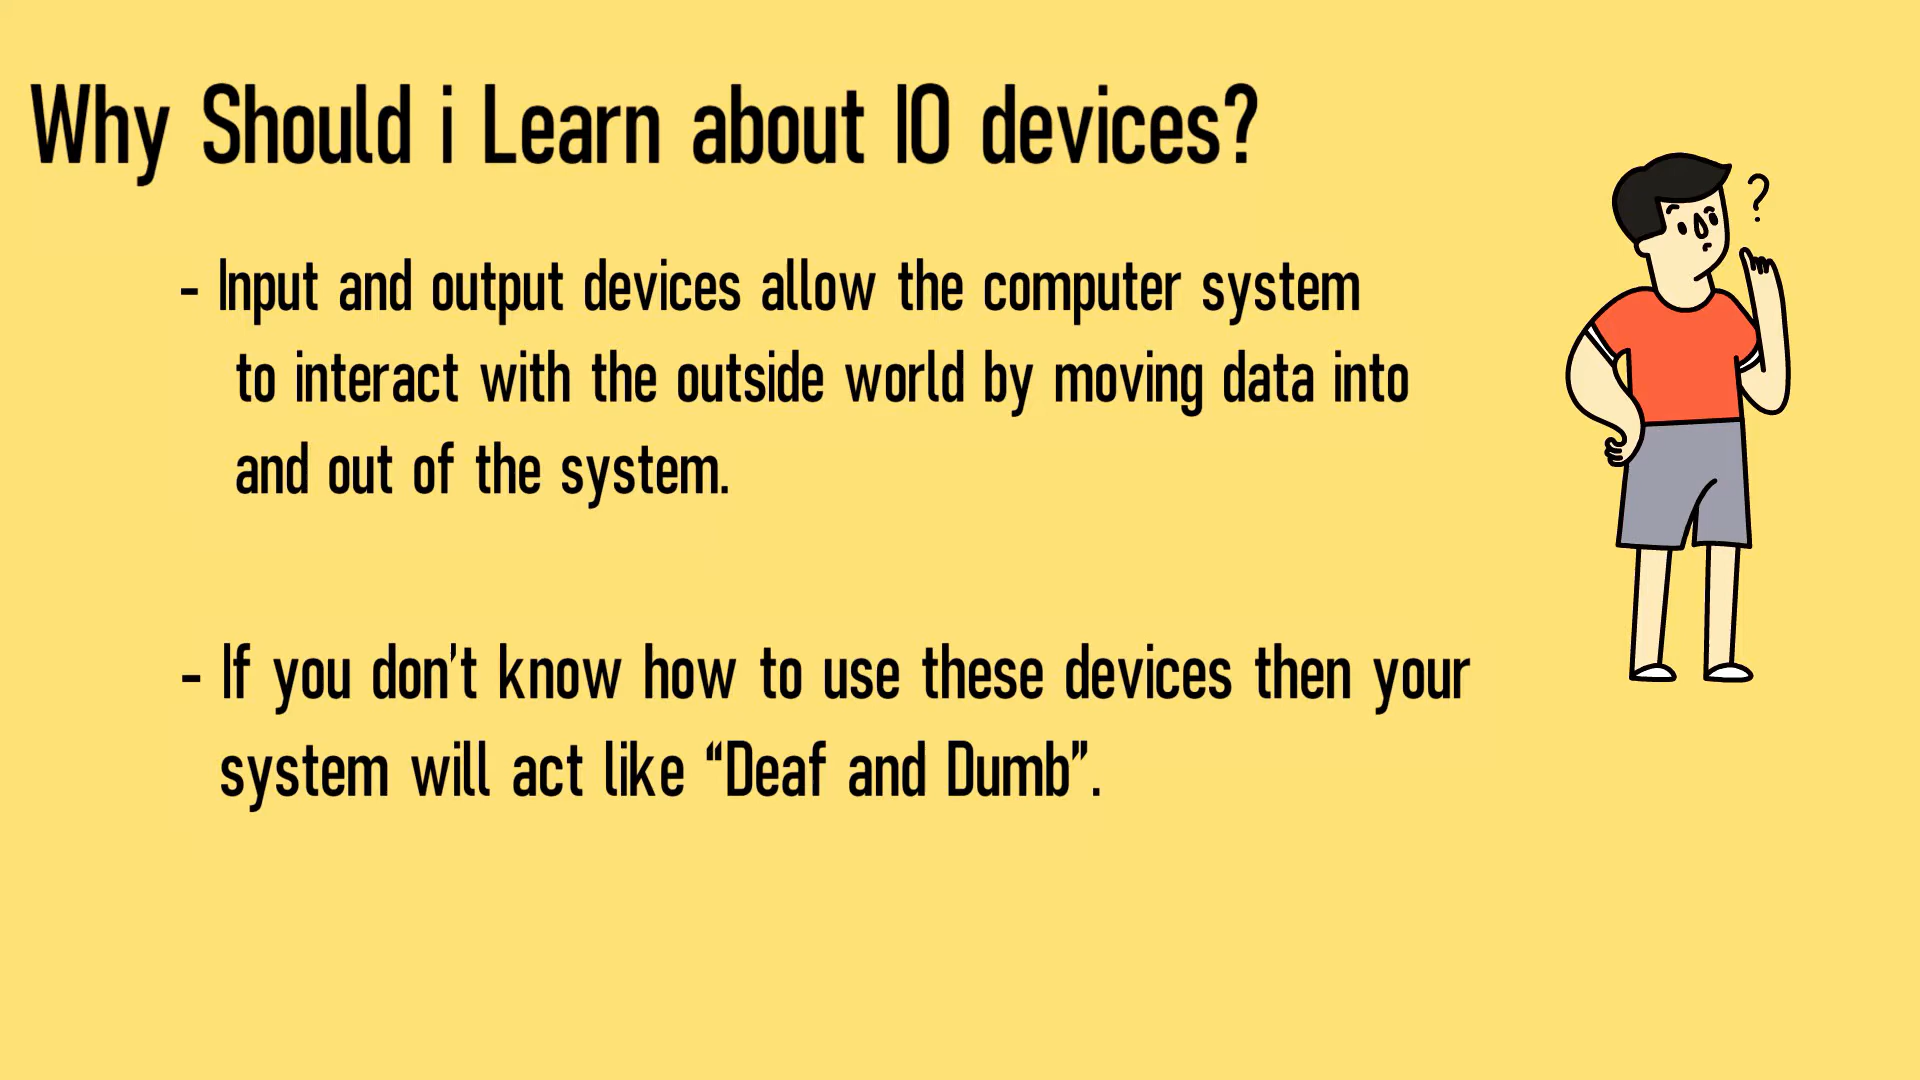 Why Should i Learn about IO devices?
?
- Input and output devices allow the computer system
to interact with the outside world by moving data into
and out of the system.
- If you don't know how to use these devices then your
system will act like “Deaf and Dumb”.